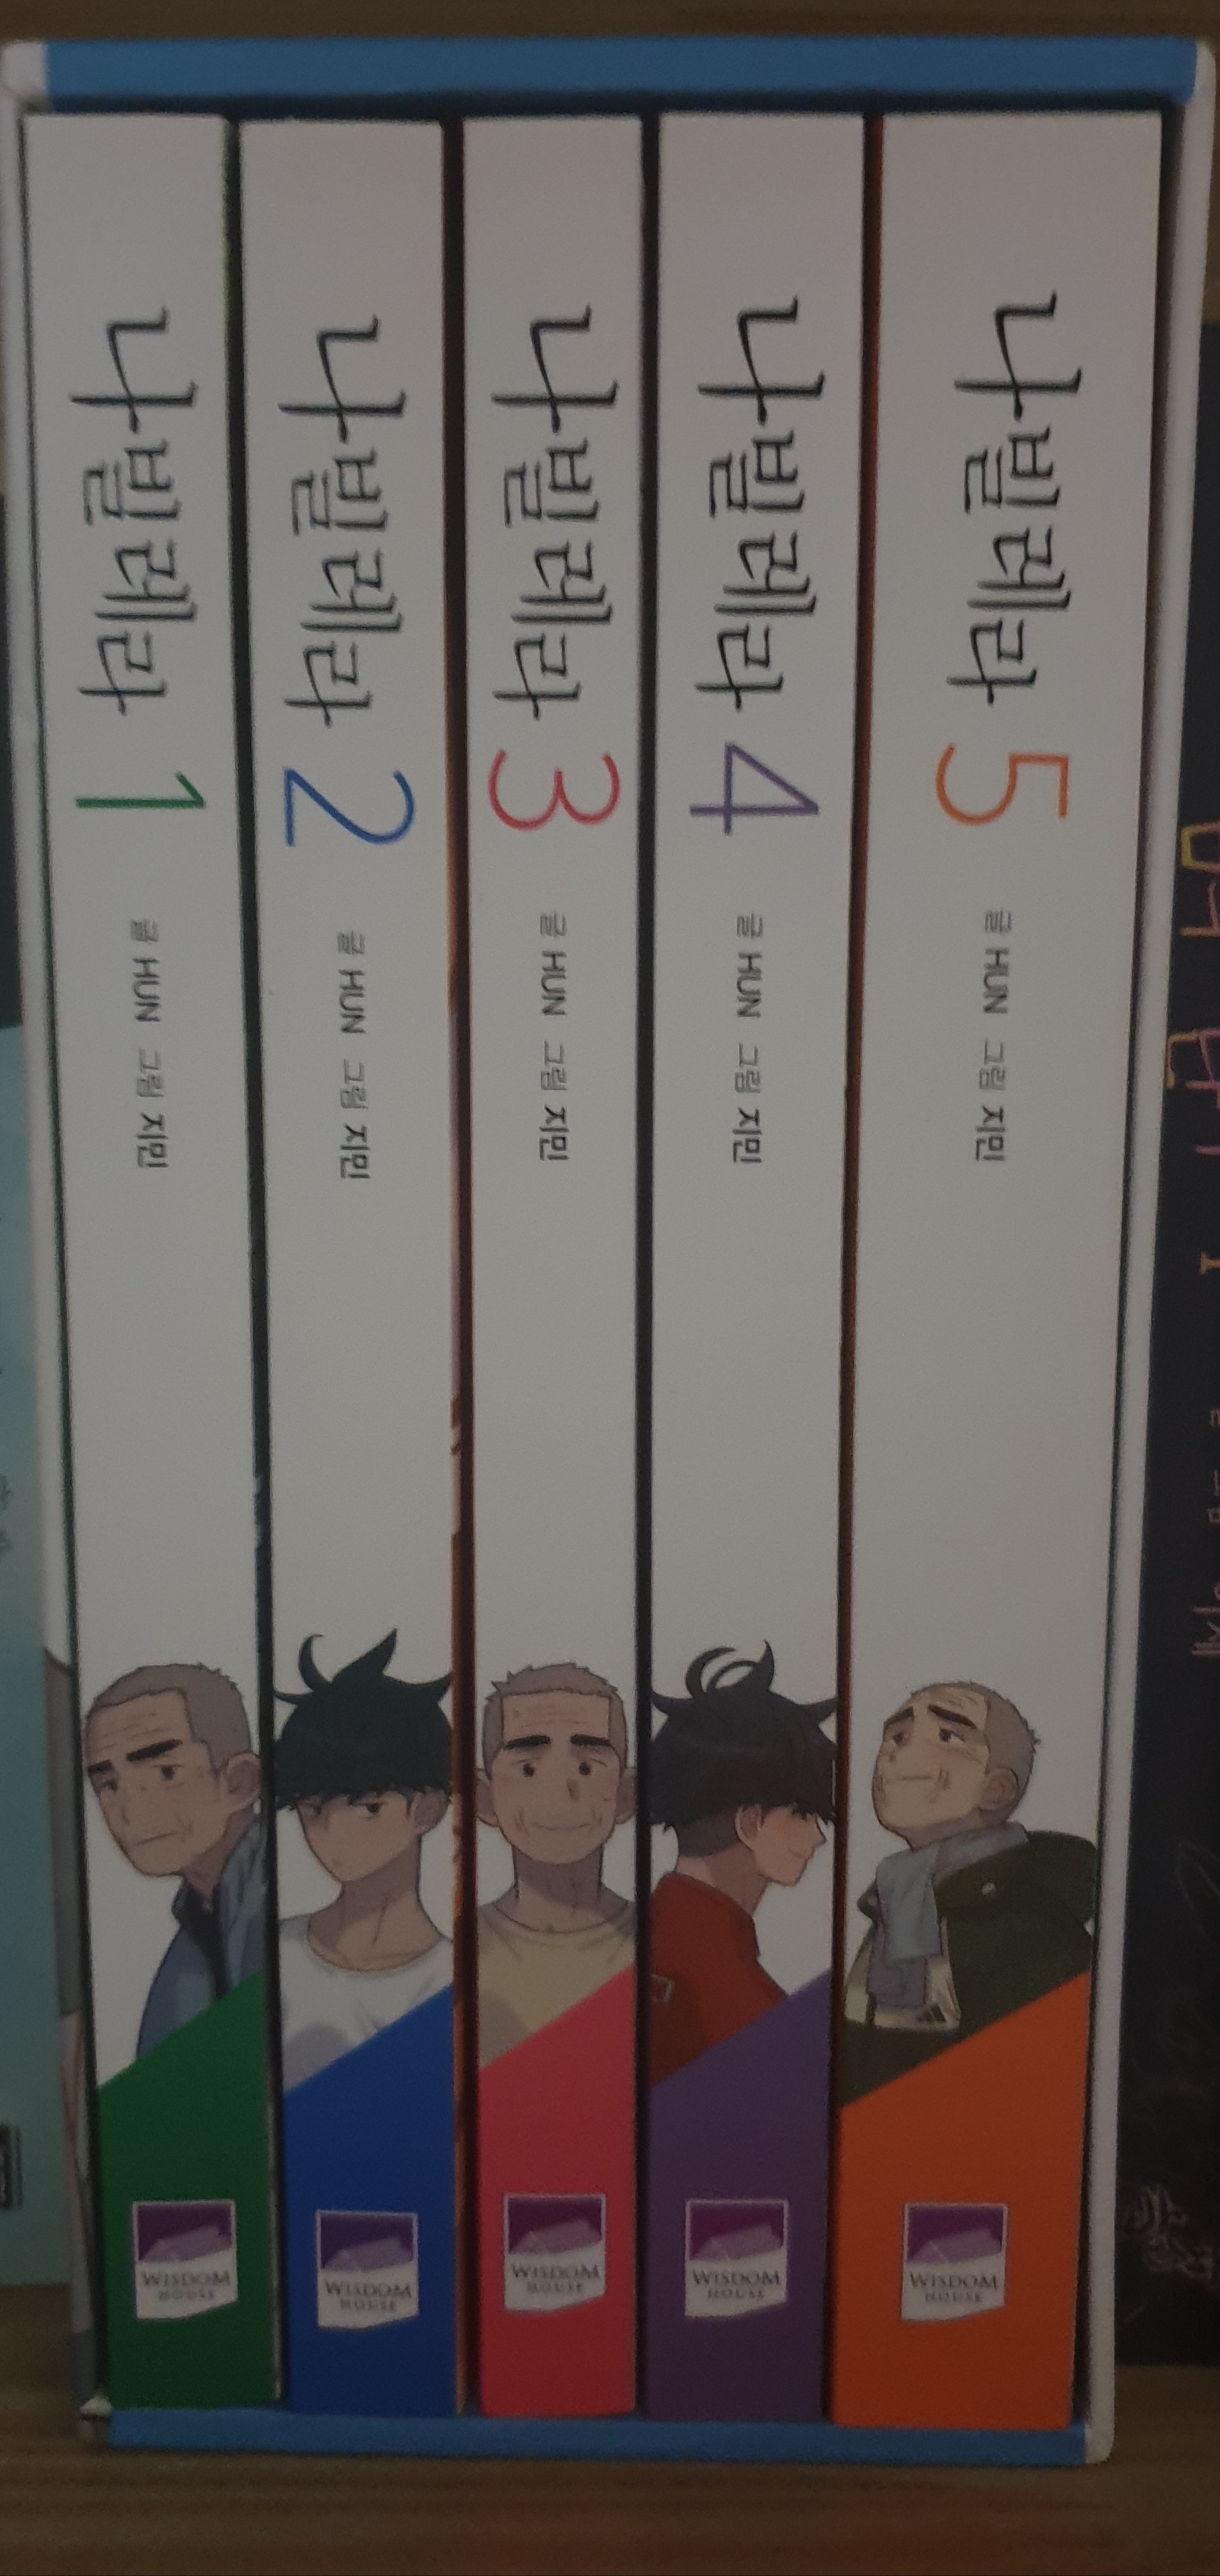 나빌레라 1 글 HUN 그림 지민
WISDOM
HOUSE
나빌레라 2 글 HUN 그림 지민
WISDOM
HOUSE
나빌레라 3 글 HUN 그림 지민
WISDOM
HOUSE
나빌레라 4 글 HUN 그림 지민
WISDOM
HOUSE
나빌레라 5 글 HUN 그림 지민
WISDOM
HOUSE